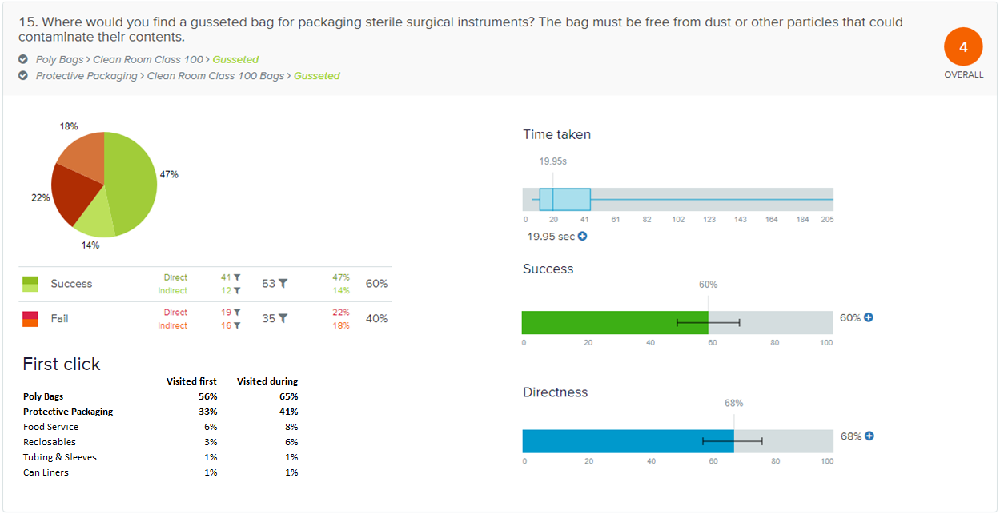 15. Where would you find a gusseted bag for packaging sterile surgical instruments? The bag must be free from dust or other particles that could
contaminate their contents.
Poly Bags > Clean Room Class 100 > Gusseted
Protective Packaging > Clean Room Class 100 Bags > Gusseted
4
OVERALL
18%
47%
22%
14%
Success
Direct 41 53 47% 60%
Indirect 12 14%
Fail
Direct 19 35 22% 40%
Indirect 16 18%
First click
Visited first Visited during
Poly Bags 56% 65%
Protective Packaging 33% 41%
Food Service 6% 8%
Reclosables 3% 6%
Tubing & Sleeves 1% 1%
Can Liners 1% 1%
Time taken
19.95s
0 20 41 61 82 102 123 143 164 184 205
19.95 sec
Success
60%
60%
0 20 40 60 80 100
Directness
68%
68%
0 20 40 60 80 100